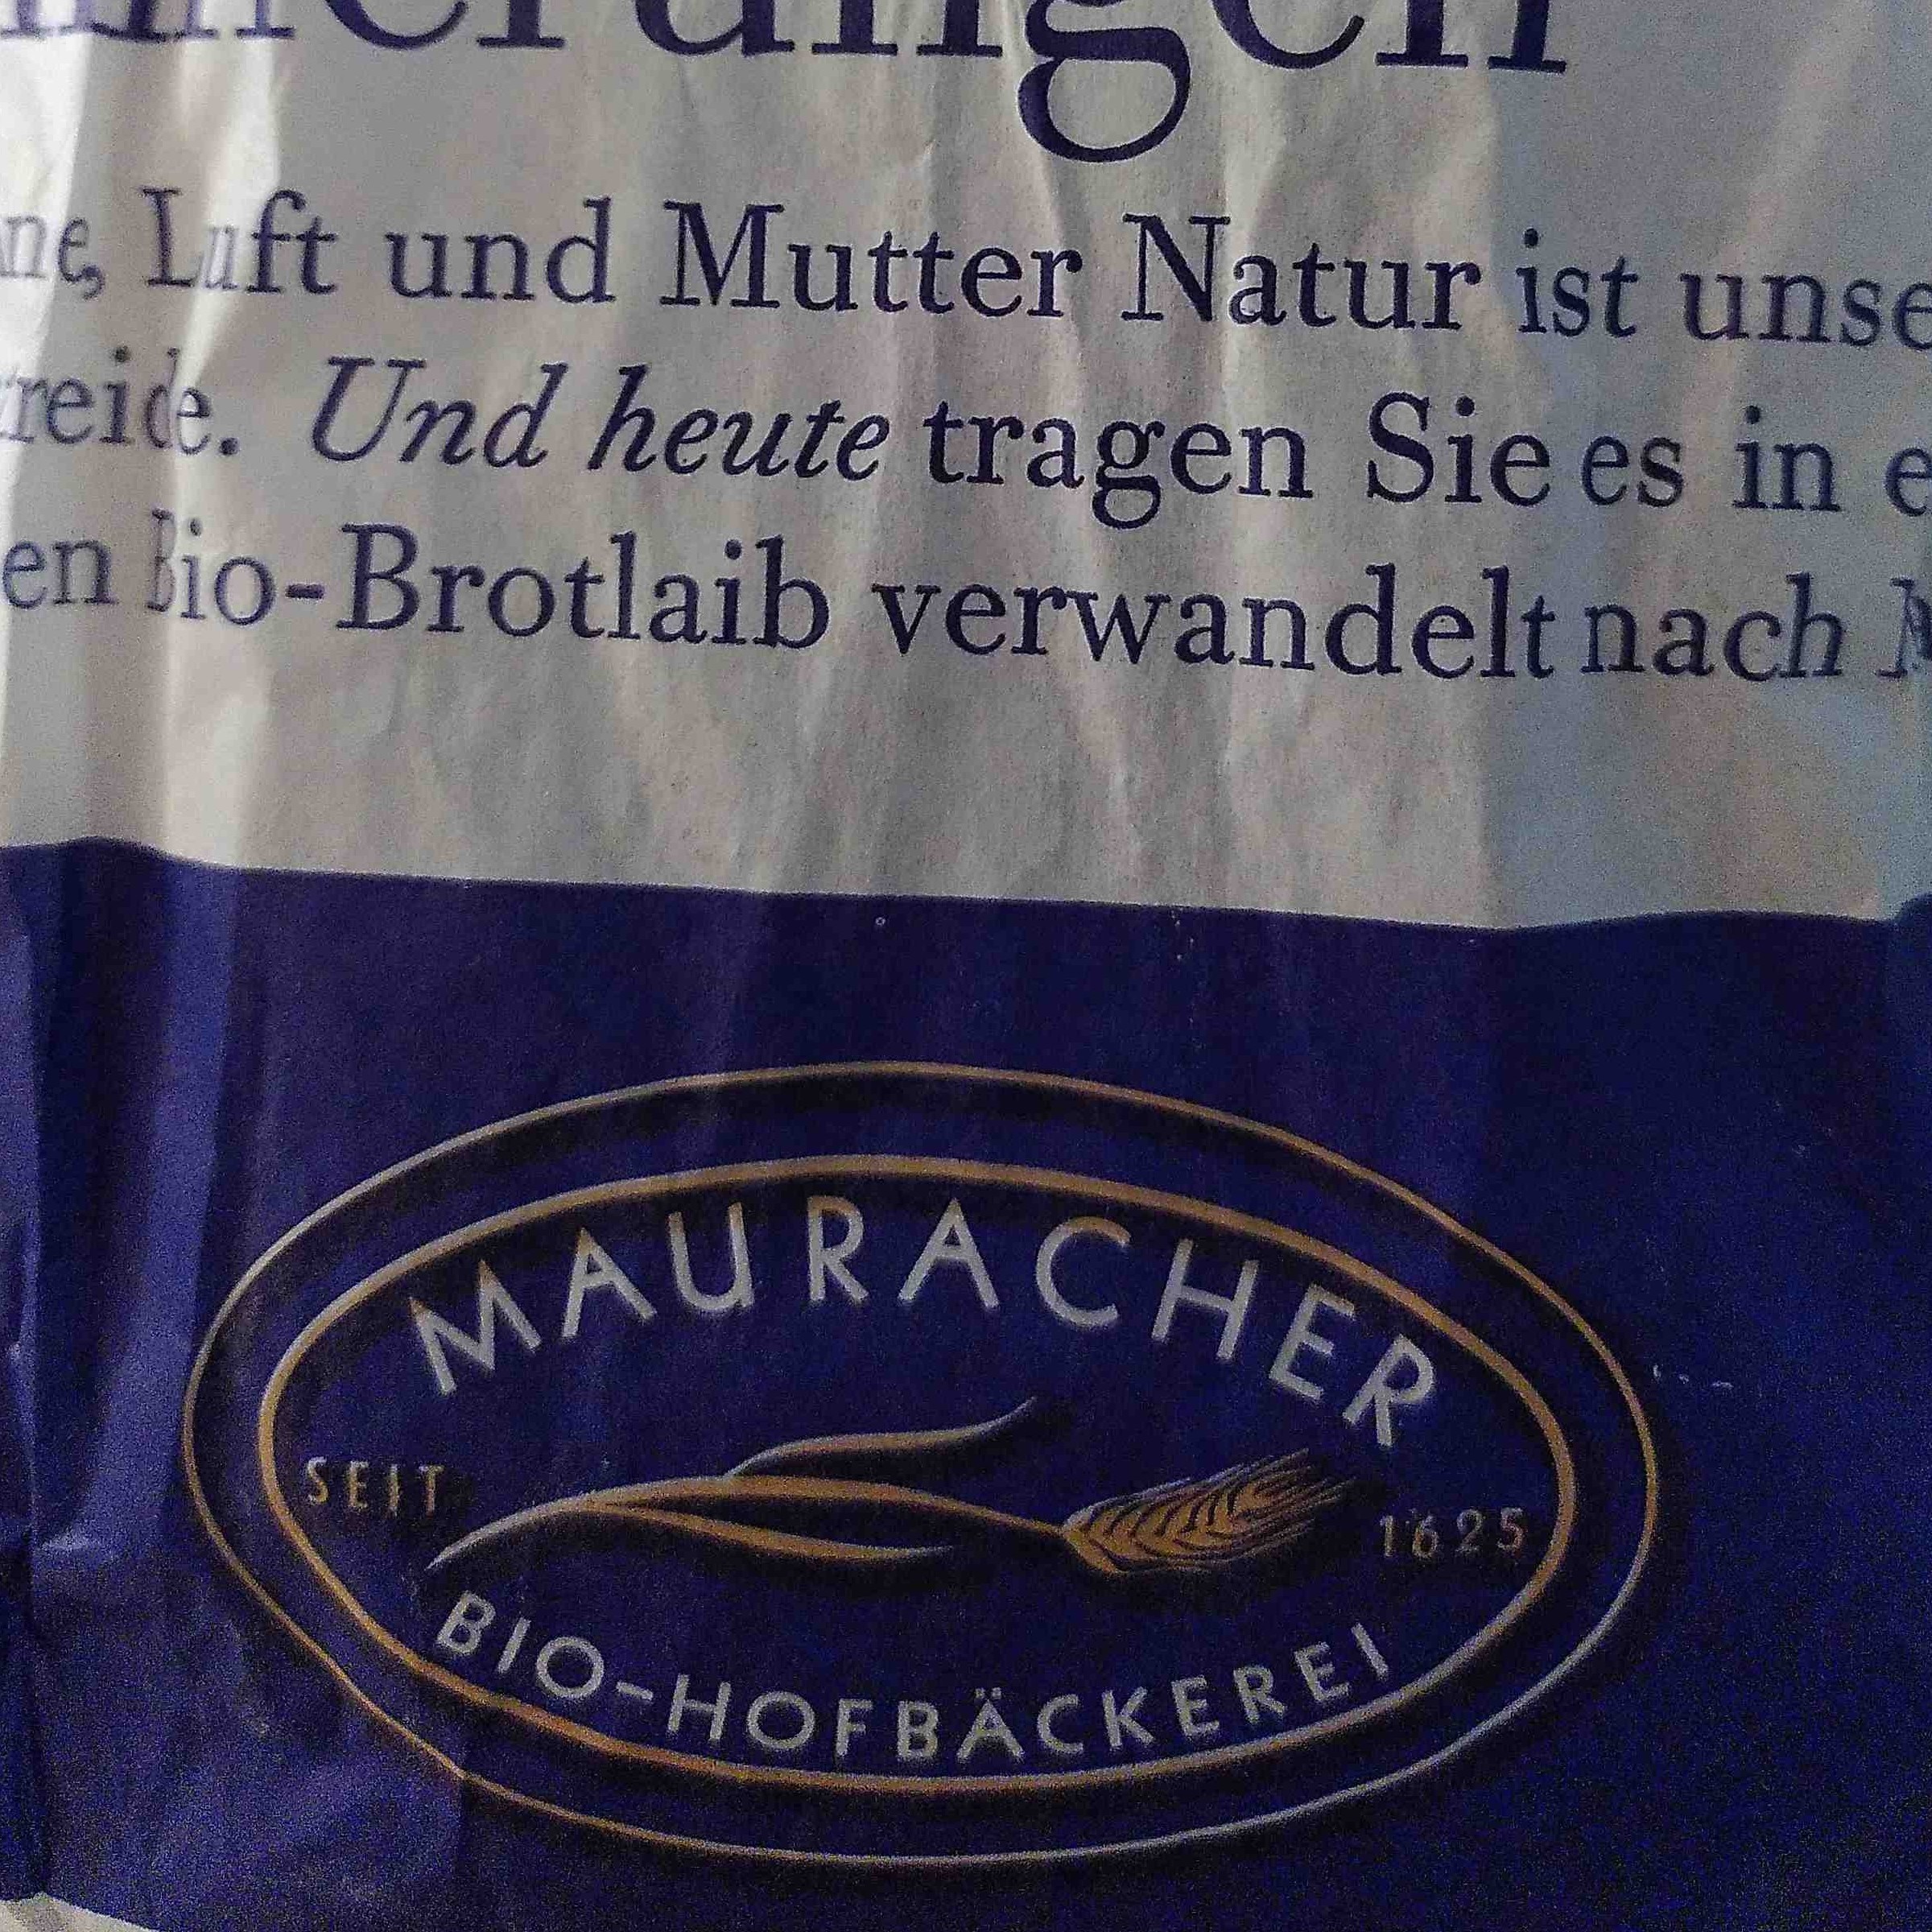 Luft und Mutter Natur ist
Und heute tragen Sie es in
Bio-Brotlaib verwandelt nach
MAURACHER
SEIT 1625
BIO-HOFBÄCKEREI